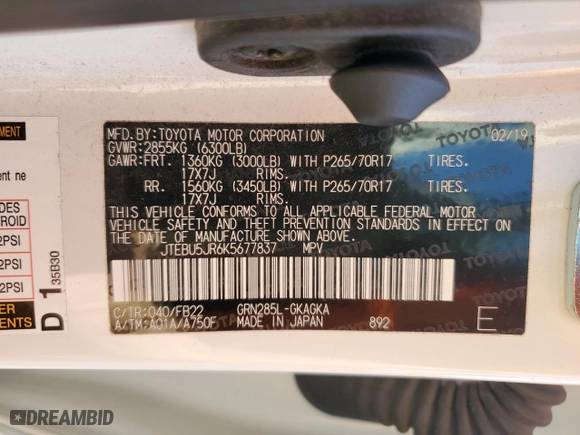 MFD. BY: TOYOTA MOTOR CORPORATION 02/19
GVWR: 2855KG (6300LB)
GAWR: FRT. 1360KG (3000LB) WITH P265/70R17 TIRES.
17X7J RIMS.
RR. 1560KG (3450LB) WITH P265/70R17 TIRES.
17X7J RIMS.
THIS VEHICLE CONFORMS TO ALL APPLICABLE FEDERAL MOTOR
VEHICLE SAFETY AND THEFT PREVENTION STANDARDS IN EFFECT ON
THE DATE OF MANUFACTURE SHOWN ABOVE.
JTEBU5JR6K5677837 MPV
C/TR: 040/FB22 GRN285L-GKAGKA
A/TM: A01A/A750F MADE IN JAPAN 892 E
TOYOTA
2PSI
2PSI
2PSI
D 1 35B30
DREAMBID